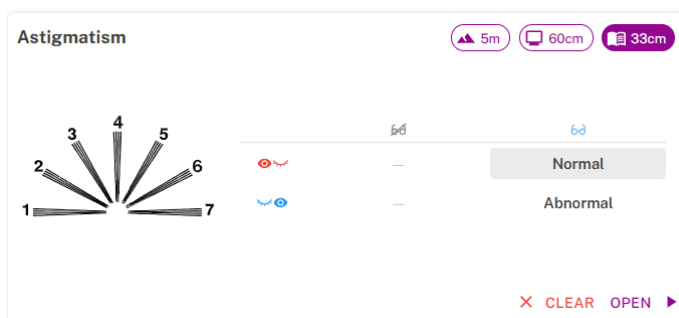 Astigmatism
5m
60cm
33cm
4
3
5
2
6
1
7
—
Normal
—
Abnormal
CLEAR
OPEN